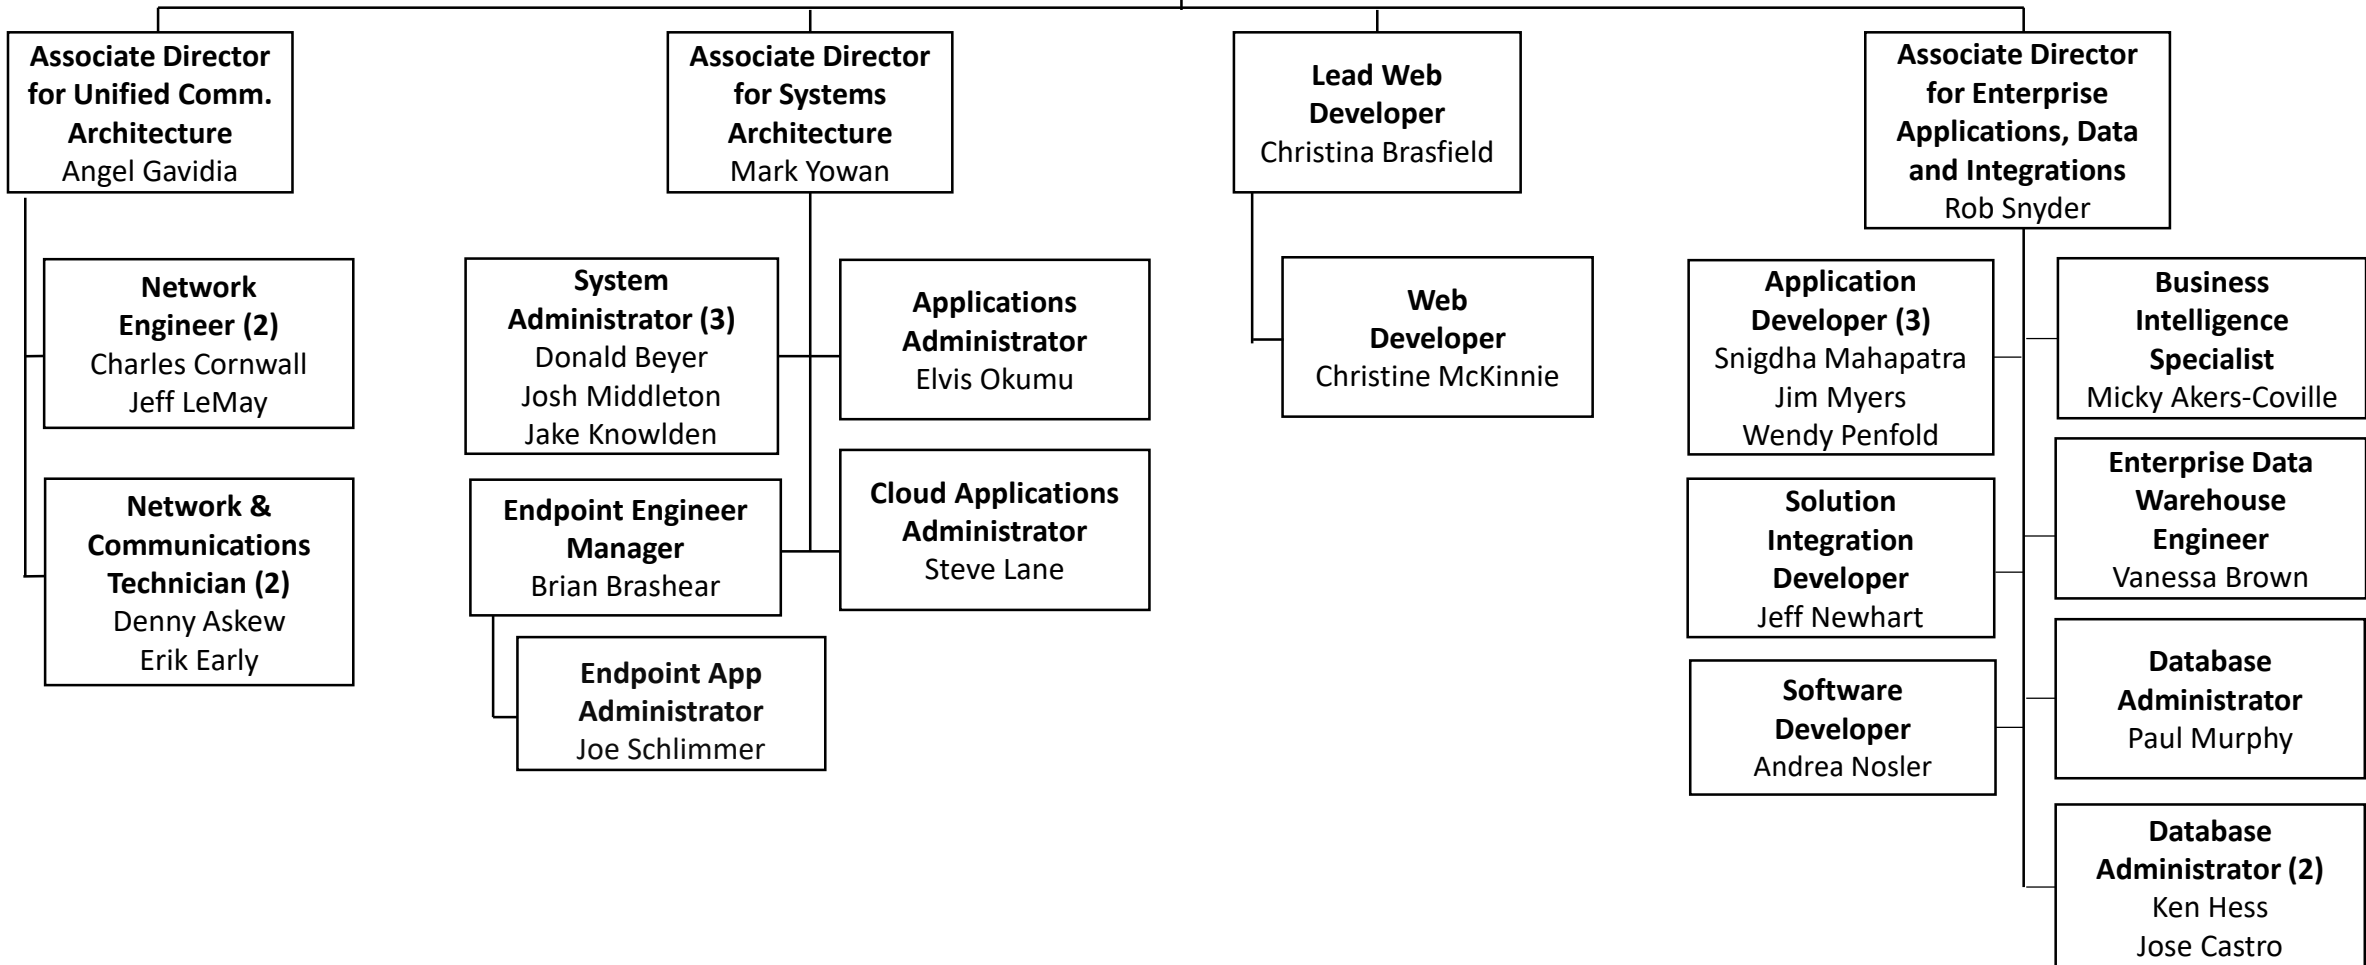 Associate Director
for Unified Comm.
Architecture
Angel Gavidia
Network
Engineer (2)
Charles Cornwall
Jeff LeMay
Network &
Communications
Technician (2)
Denny Askew
Erik Early
Associate Director
for Systems
Architecture
Mark Yowan
System
Administrator (3)
Donald Beyer
Josh Middleton
Jake Knowlden
Applications
Administrator
Elvis Okumu
Endpoint Engineer
Manager
Brian Brashear
Cloud Applications
Administrator
Steve Lane
Endpoint App
Administrator
Joe Schlimmer
Lead Web
Developer
Christina Brasfield
Web
Developer
Christine McKinnie
Associate Director
for Enterprise
Applications, Data
and Integrations
Rob Snyder
Application
Developer (3)
Snigdha Mahapatra
Jim Myers
Wendy Penfold
Solution
Integration
Developer
Jeff Newhart
Software
Developer
Andrea Nosler
Business
Intelligence
Specialist
Micky Akers-Coville
Enterprise Data
Warehouse
Engineer
Vanessa Brown
Database
Administrator
Paul Murphy
Database
Administrator (2)
Ken Hess
Jose Castro